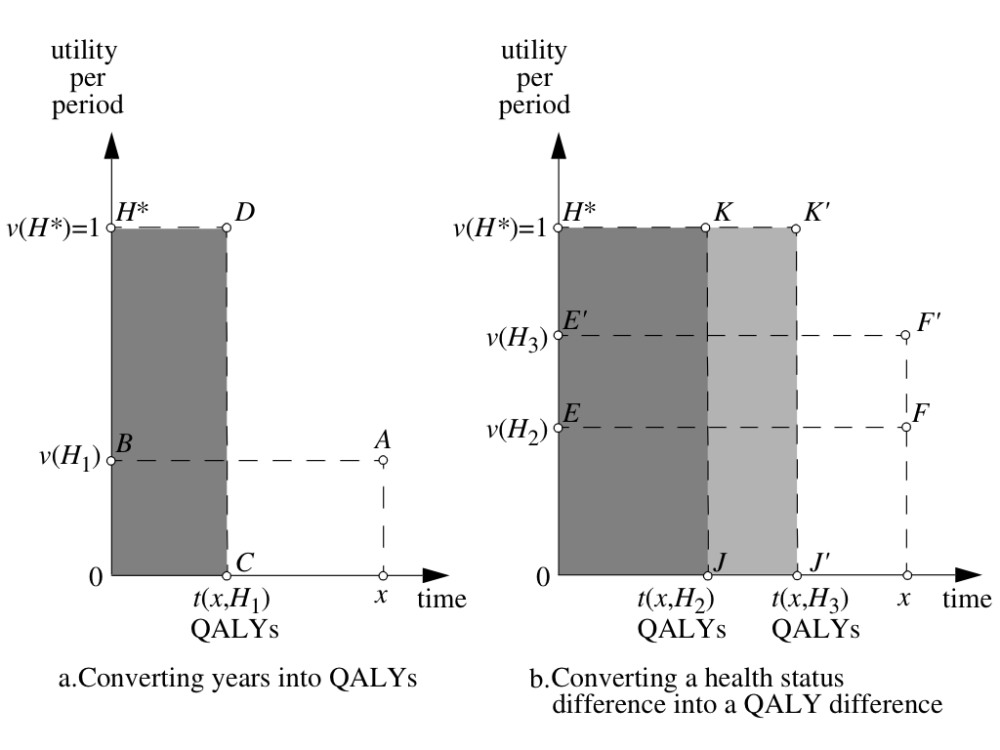 utility
per
period
H*
D
v(H*)=1
B
v(H₁)
A
C
0
t(x,H₁)
x
time
QALYs
a.Converting years into QALYs
utility
per
period
H*
K
K'
v(H*)=1
E'
F'
v(H₃)
E
F
v(H₂)
J
J'
0
t(x,H₂)
t(x,H₃)
x
time
QALYs
QALYs
b.Converting a health status
difference into a QALY difference